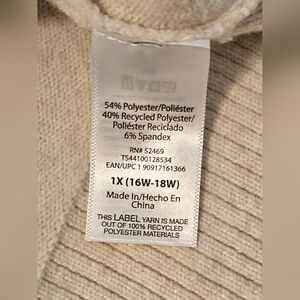 54% Polyester/Poliéster
40% Recycled Polyester/
Poliéster Reciclado
6% Spandex
RN# 52469
TS44100128534
EAN/UPC 1 90917161366
1X (16W-18W)
Made In/Hecho En
China
THIS LABEL YARN IS MADE
OUT OF 100% RECYCLED
POLYESTER MATERIALS